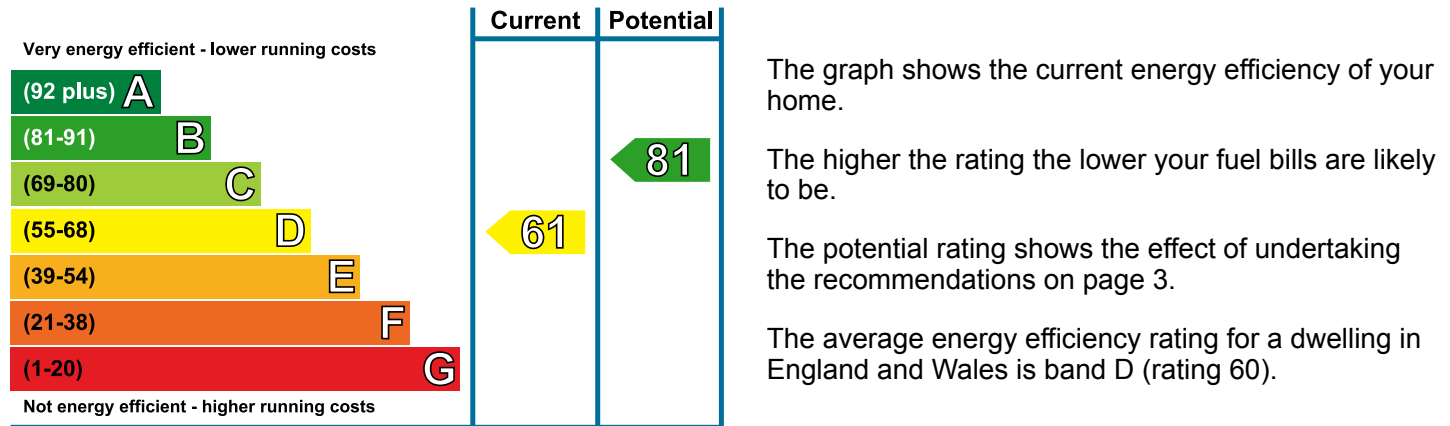 Current Potential
Very energy efficient - lower running costs
(92 plus) A
(81-91) B
(69-80) C
(55-68) D
(39-54) E
(21-38) F
(1-20) G
Not energy efficient - higher running costs
61
81
The graph shows the current energy efficiency of your
home.
The higher the rating the lower your fuel bills are likely
to be.
The potential rating shows the effect of undertaking
the recommendations on page 3.
The average energy efficiency rating for a dwelling in
England and Wales is band D (rating 60).